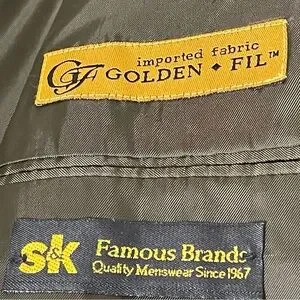 imported fabric
GF GOLDEN ◆ FIL™
s&k Famous Brands
Quality Menswear Since 1967